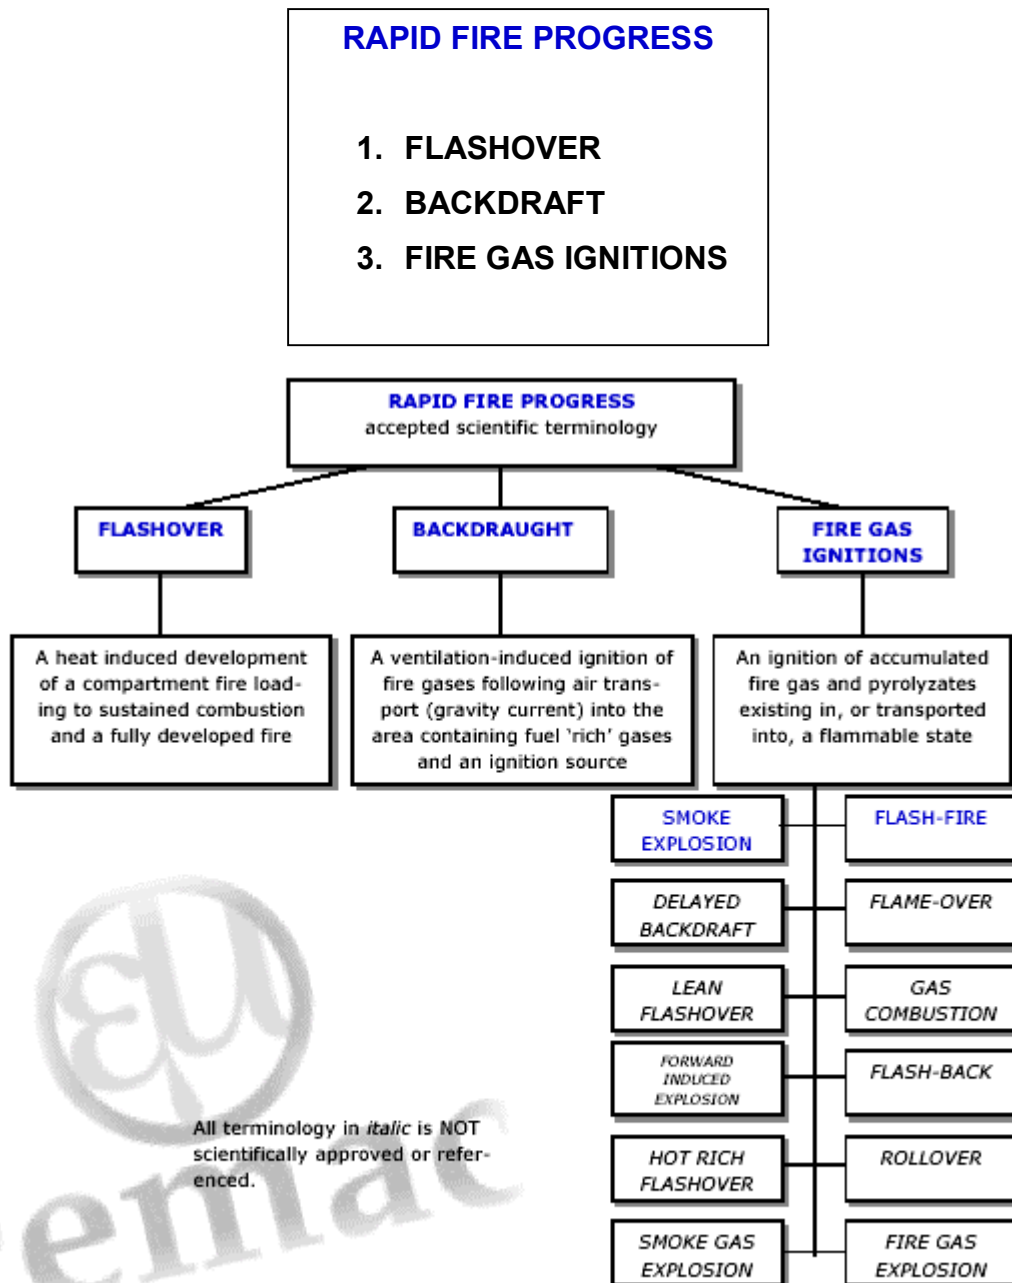 RAPID FIRE PROGRESS
1. FLASHOVER
2. BACKDRAFT
3. FIRE GAS IGNITIONS
RAPID FIRE PROGRESS
accepted scientific terminology
FLASHOVER
BACKDRAUGHT
FIRE GAS
IGNITIONS
A heat induced development
of a compartment fire load-
ing to sustained combustion
and a fully developed fire
A ventilation-induced ignition of
fire gases following air trans-
port (gravity current) into the
area containing fuel ‘rich’ gases
and an ignition source
An ignition of accumulated
fire gas and pyrolyzates
existing in, or transported
into, a flammable state
SMOKE
EXPLOSION
FLASH-FIRE
DELAYED
BACKDRAFT
FLAME-OVER
LEAN
FLASHOVER
GAS
COMBUSTION
FORWARD
INDUCED
EXPLOSION
FLASH-BACK
HOT RICH
FLASHOVER
ROLLOVER
SMOKE GAS
EXPLOSION
FIRE GAS
EXPLOSION
All terminology in italic is NOT
scientifically approved or refer-
enced.